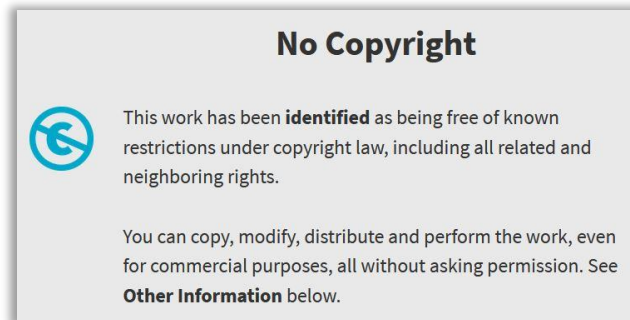 No Copyright
This work has been identified as being free of known
restrictions under copyright law, including all related and
neighboring rights.
You can copy, modify, distribute and perform the work, even
for commercial purposes, all without asking permission. See
Other Information below.